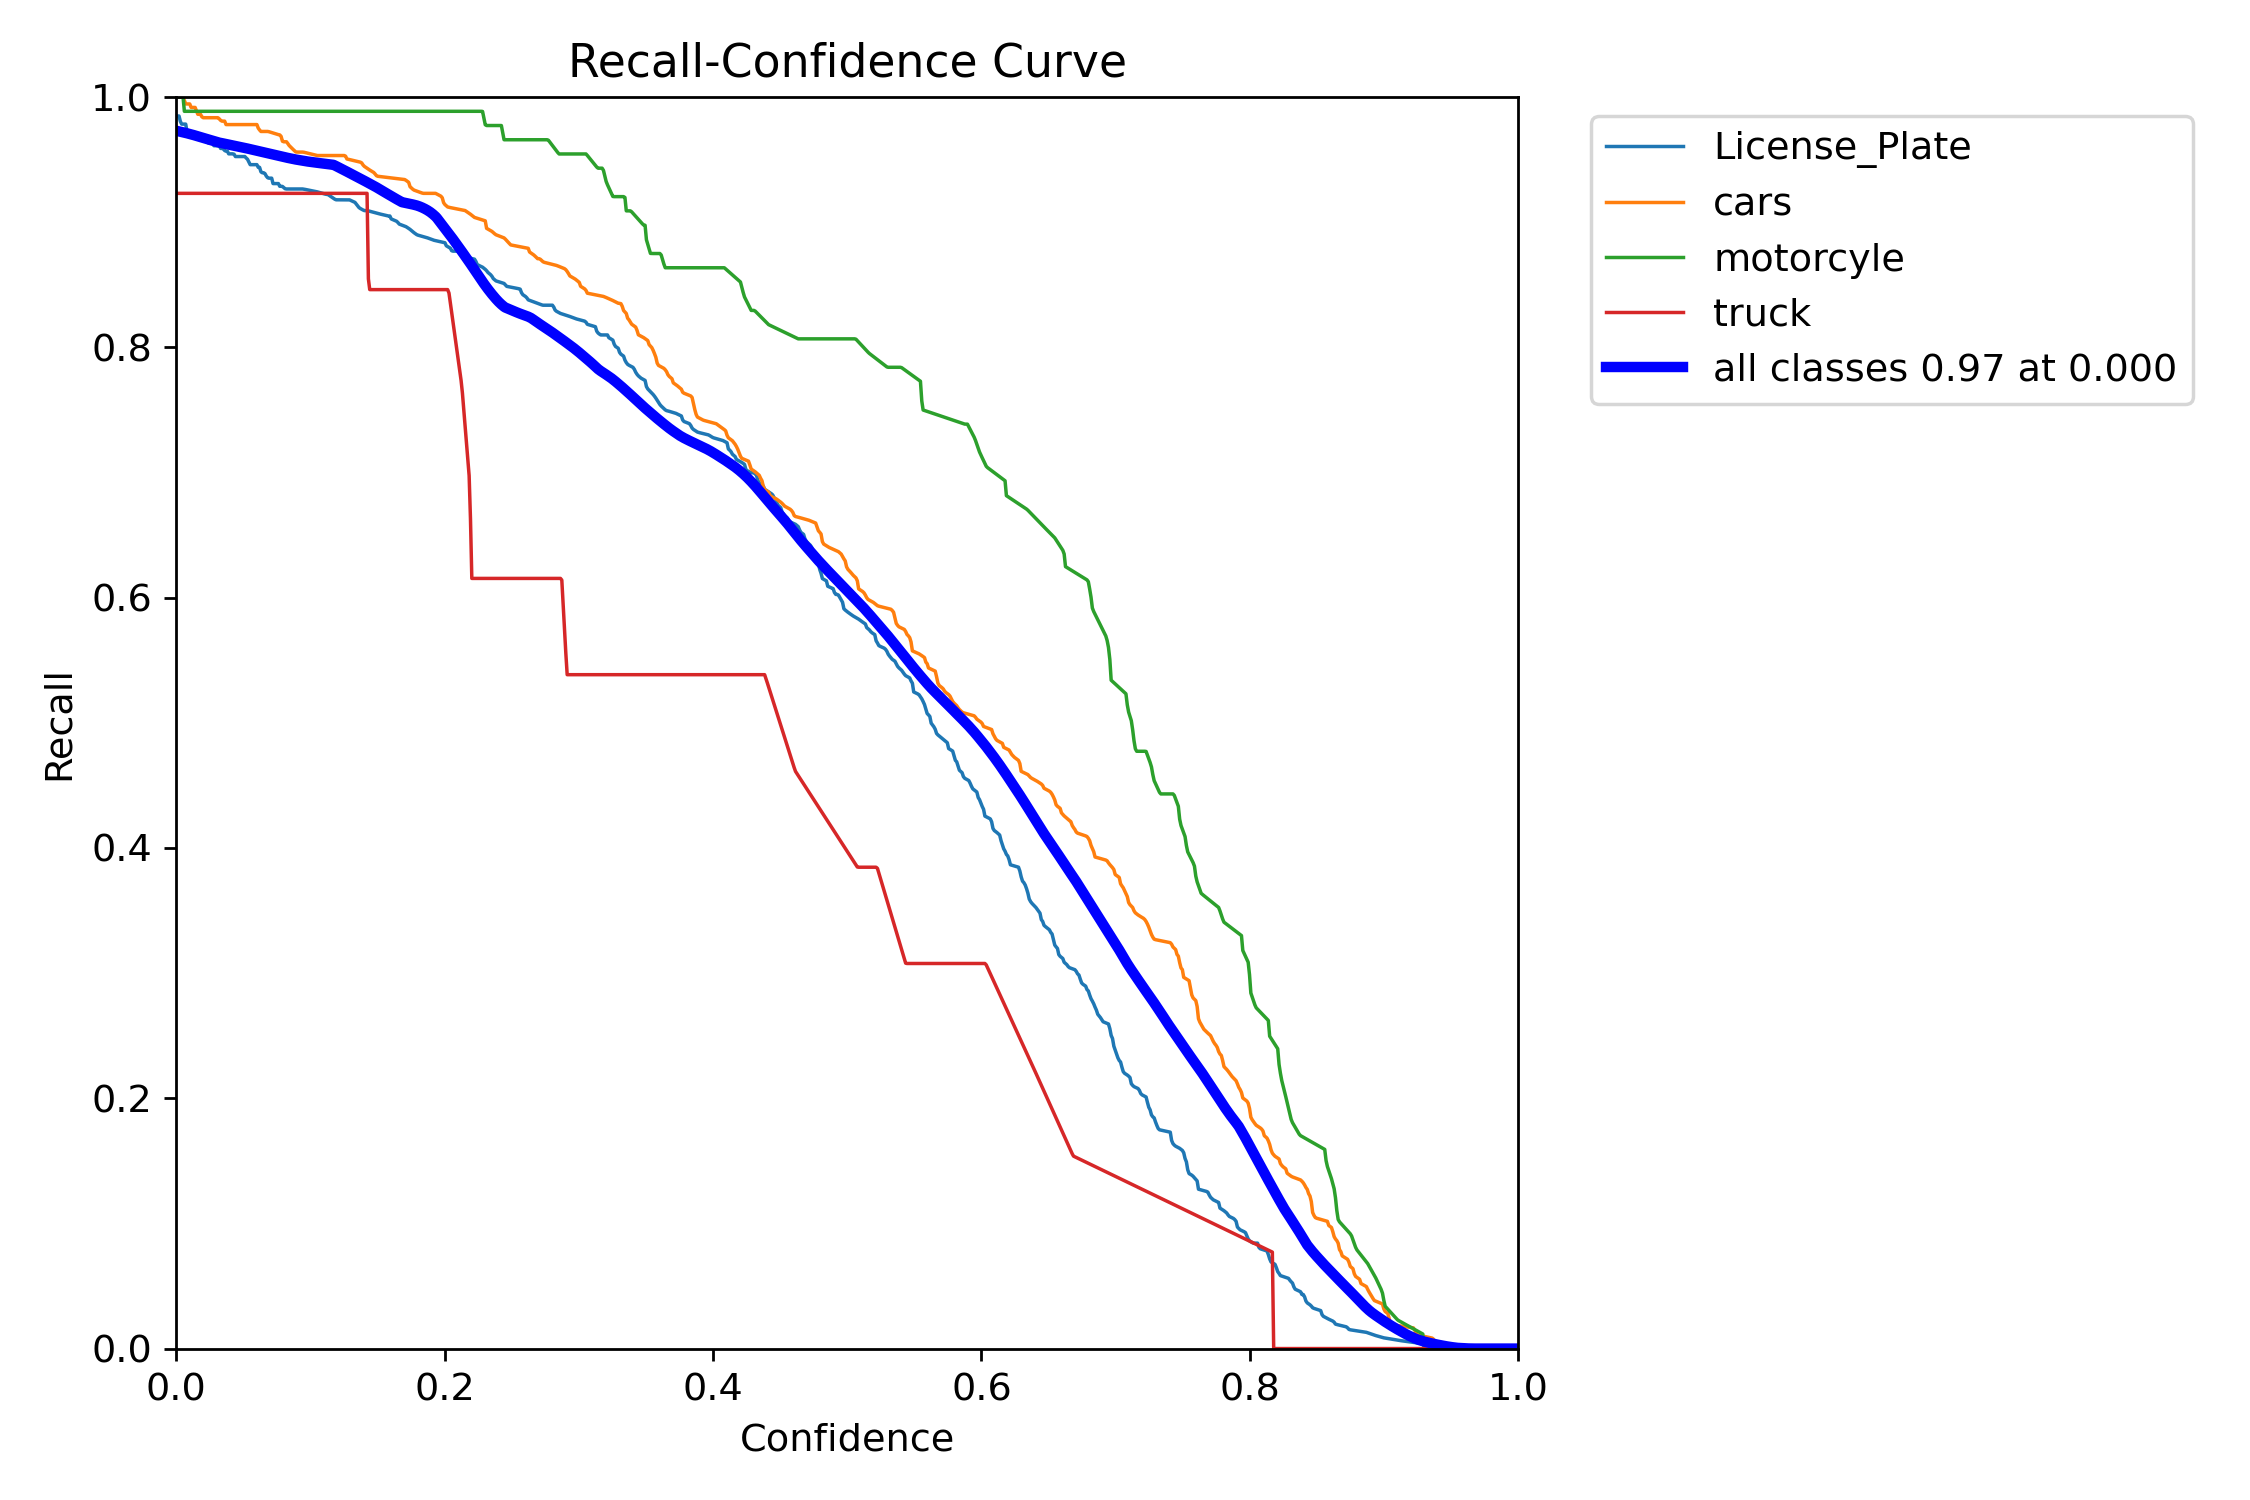 Recall-Confidence Curve
1.0
0.8
0.6
0.4
0.2
0.0
Recall
0.0 0.2 0.4 0.6 0.8 1.0
Confidence
License_Plate
cars
motorcyle
truck
all classes 0.97 at 0.000